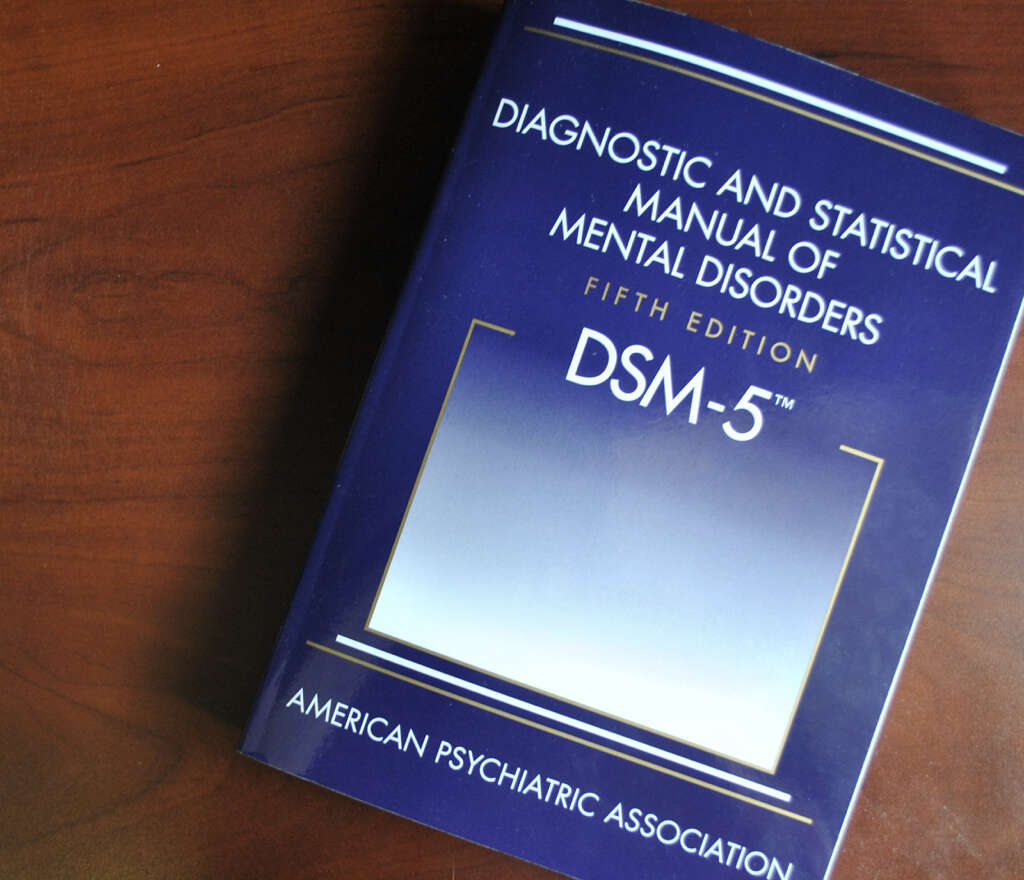 DIAGNOSTIC AND STATISTICAL
MANUAL OF
MENTAL DISORDERS
FIFTH EDITION
DSM-5™
AMERICAN PSYCHIATRIC ASSOCIATION